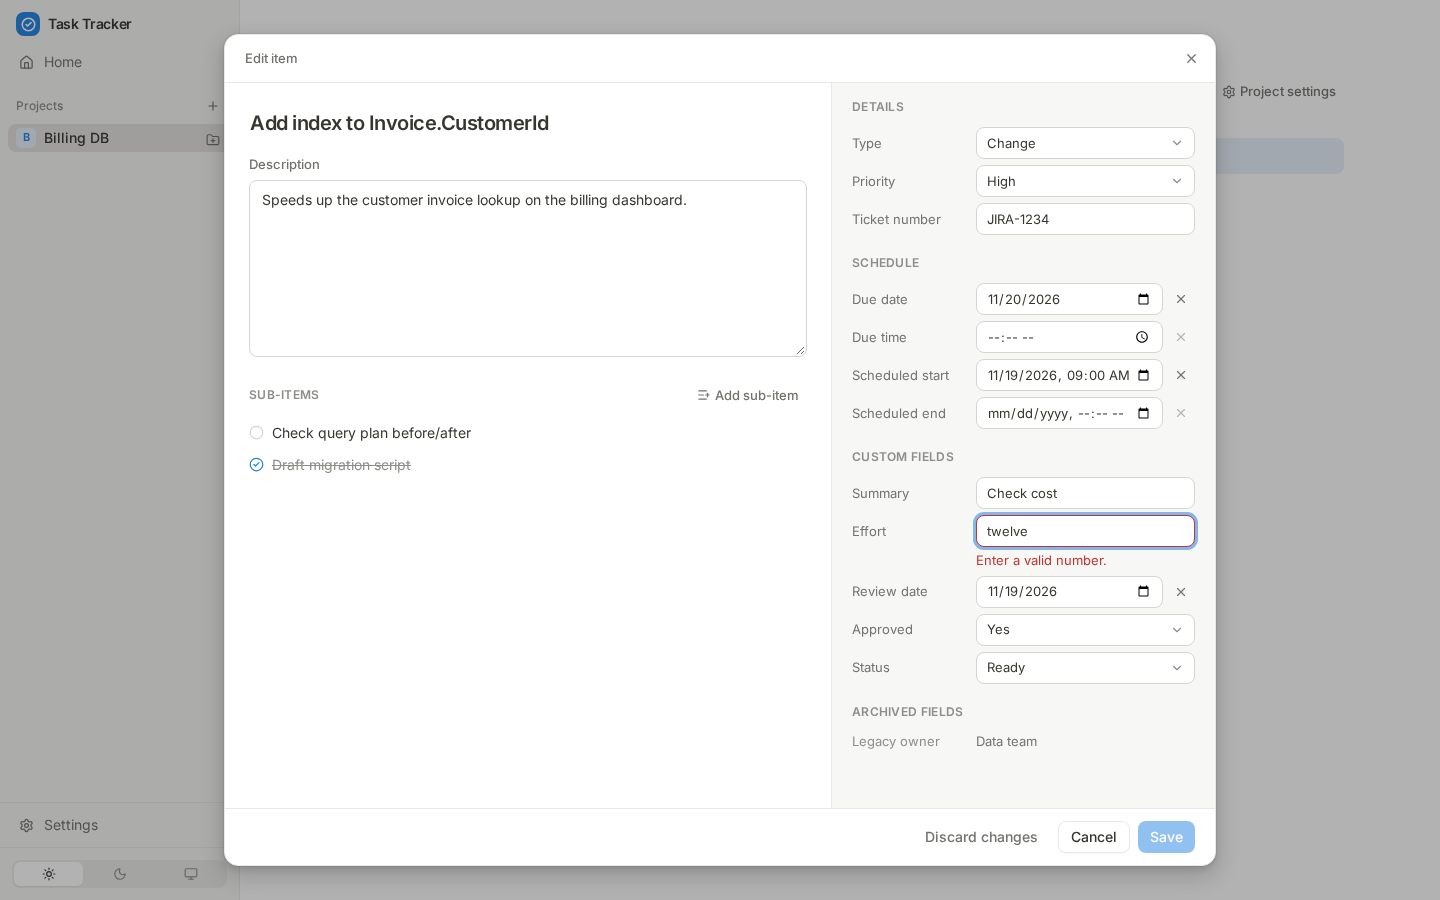 Task Tracker
Home
Projects
B Billing DB
Settings
Project settings
Edit item
Add index to Invoice.CustomerId
Description
Speeds up the customer invoice lookup on the billing dashboard.
SUB-ITEMS
Add sub-item
Check query plan before/after
Draft migration script
DETAILS
Type Change
Priority High
Ticket number JIRA-1234
SCHEDULE
Due date 11/20/2026
Due time --:-- --
Scheduled start 11/19/2026, 09:00 AM
Scheduled end mm/dd/yyyy, --:-- --
CUSTOM FIELDS
Summary Check cost
Effort twelve
Enter a valid number.
Review date 11/19/2026
Approved Yes
Status Ready
ARCHIVED FIELDS
Legacy owner Data team
Discard changes Cancel Save